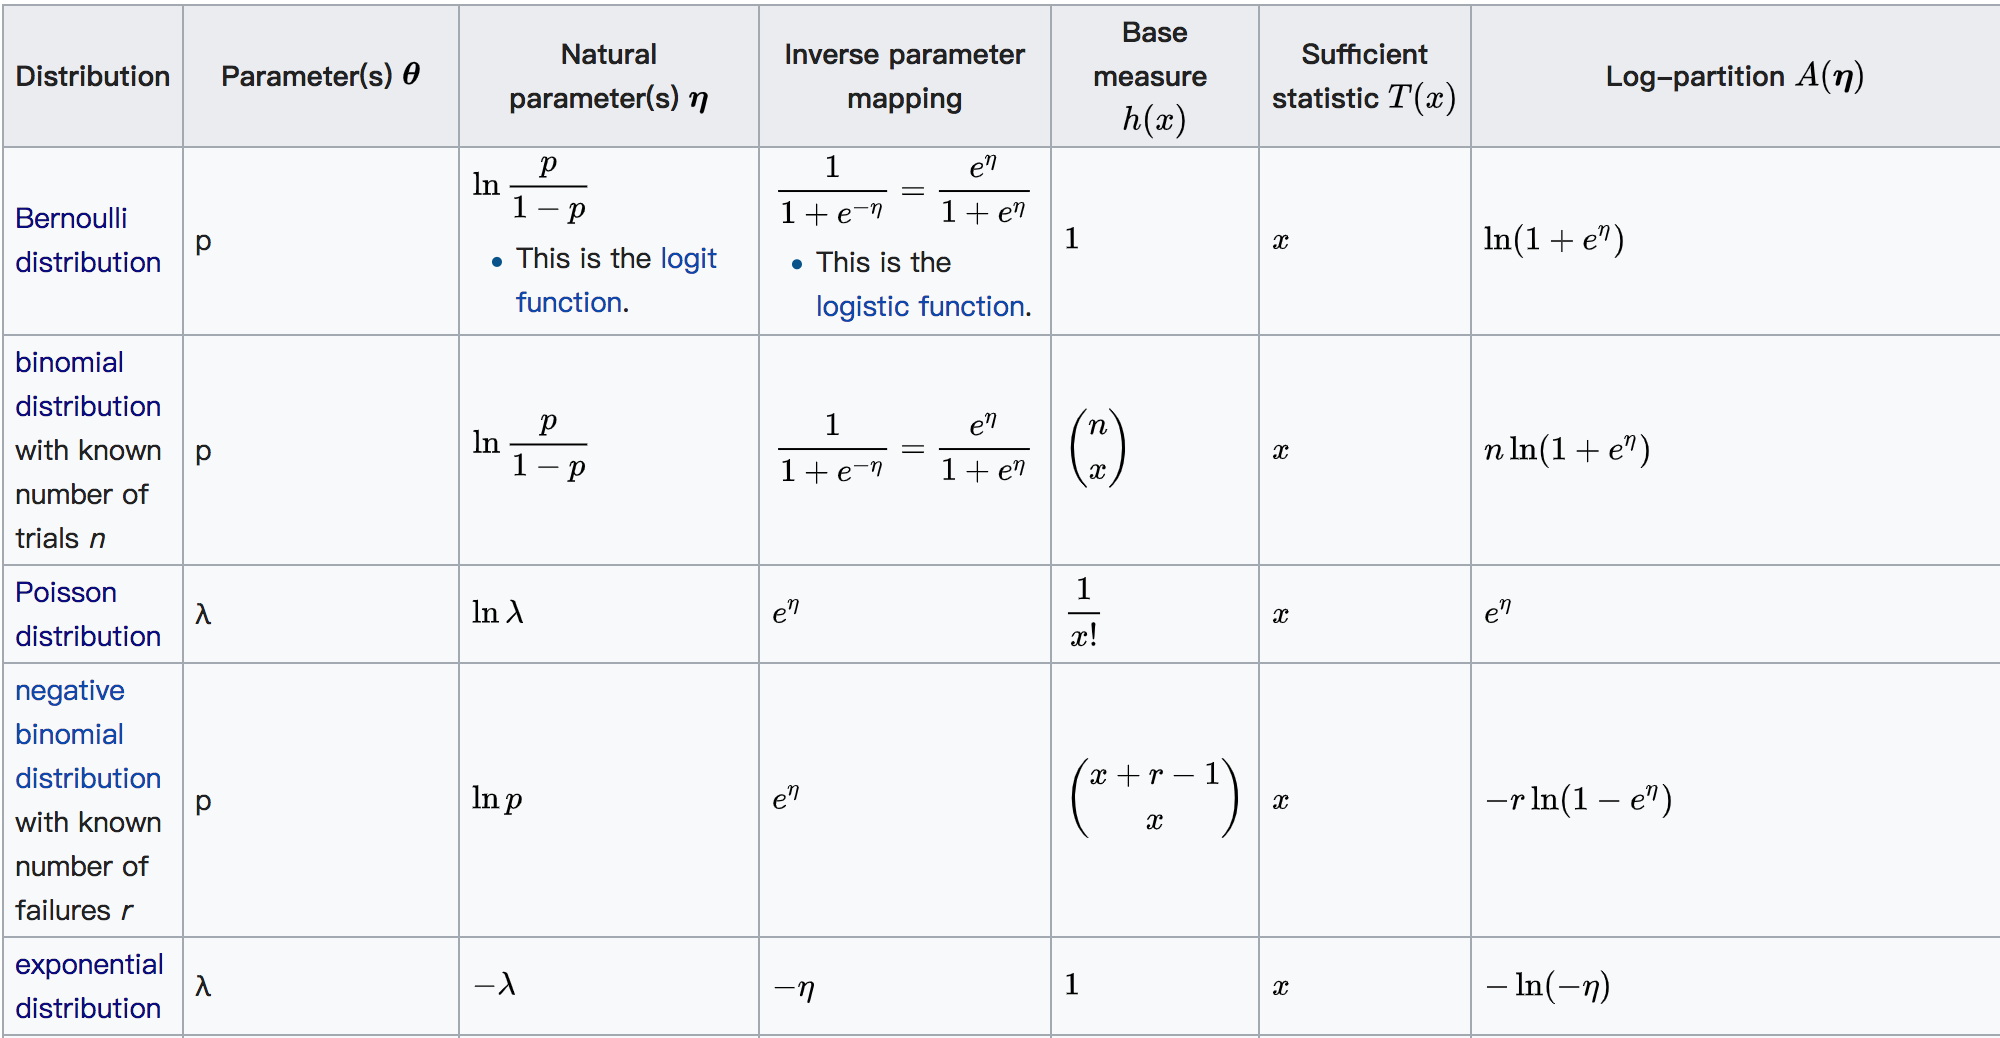 Distribution
Parameter(s) θ
Natural
parameter(s) η
Inverse parameter
mapping
Base
measure
h(x)
Sufficient
statistic T(x)
Log-partition A(η)
Bernoulli
distribution
p
ln p/(1 − p)
• This is the logit
function.
1/(1 + e^{−η}) = e^η/(1 + e^η)
• This is the
logistic function.
1
x
ln(1 + e^η)
binomial
distribution
with known
number of
trials n
p
ln p/(1 − p)
1/(1 + e^{−η}) = e^η/(1 + e^η)
(n
x)
x
n ln(1 + e^η)
Poisson
distribution
λ
ln λ
e^η
1/x!
x
e^η
negative
binomial
distribution
with known
number of
failures r
p
ln p
e^η
(x + r − 1
x)
x
−r ln(1 − e^η)
exponential
distribution
λ
−λ
−η
1
x
− ln(−η)